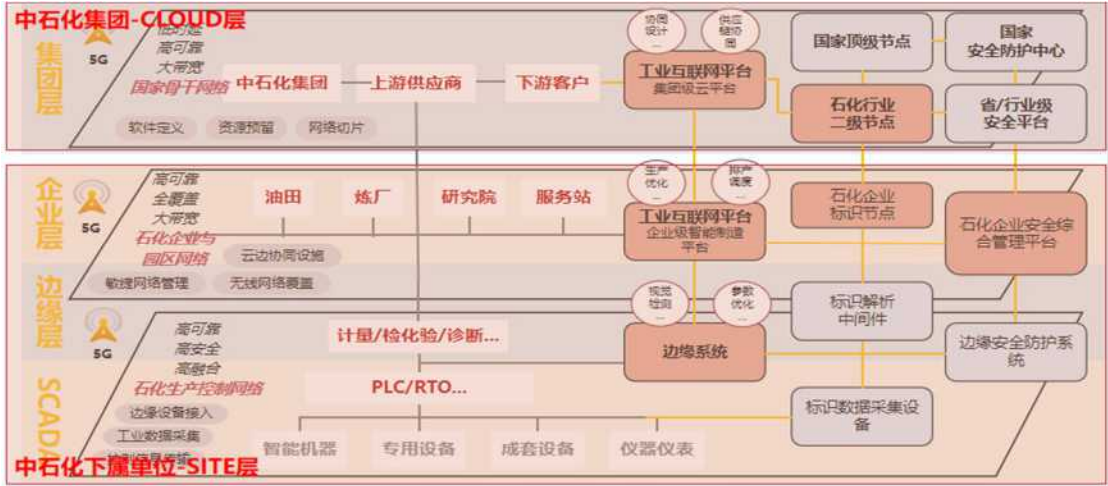 中石化集团-CLOUD层
集团层
5G
低时延
高可靠
大带宽
国家骨干网络
中石化集团
上游供应商
下游客户
软件定义
资源预留
网络切片
协同
设计
...
供应
链协
同
工业互联网平台
集团级云平台
国家顶级节点
国家
安全防护中心
石化行业
二级节点
省/行业级
安全平台
企业层
5G
高可靠
全覆盖
大带宽
石化企业与
园区网络
油田
炼厂
研究院
服务站
云边协同设施
敏捷网络管理
无线网络覆盖
生产
优化
...
排产
调度
...
工业互联网平台
企业级智能制造
平台
石化企业
标识节点
石化企业安全综
合管理平台
边缘层
5G
高可靠
高安全
高融合
石化生产控制网络
计量/检化验/诊断...
视觉
检测
...
参数
优化
...
边缘系统
标识解析
中间件
边缘安全防护系
统
SCADA
PLC/RTO...
边缘设备接入
工业数据采集
智能机器
专用设备
成套设备
仪器仪表
标识数据采集设
备
中石化下属单位-SITE层